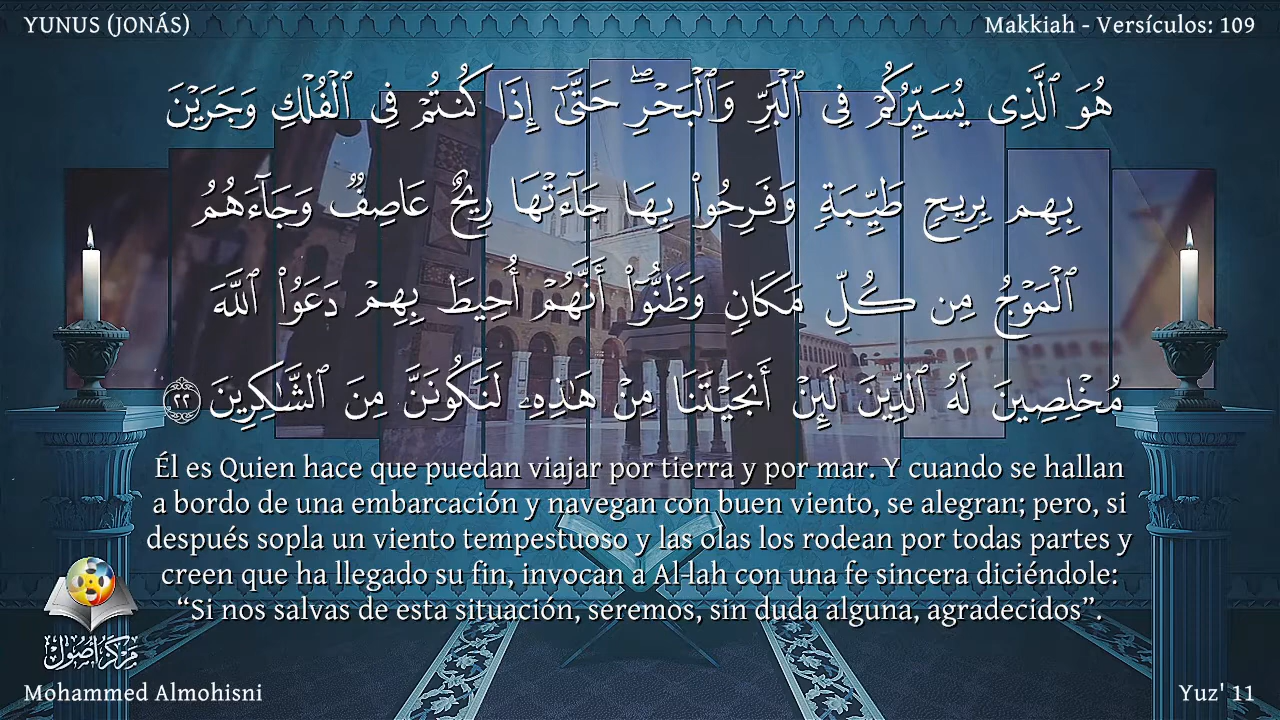 YUNUS (JONÁS)
Makkiah - Versículos: 109
هُوَ ٱلَّذِى يُسَيِّرُكُمْ فِى ٱلْبَرِّ وَٱلْبَحْرِ ۖ حَتَّىٰٓ إِذَا كُنتُمْ فِى ٱلْفُلْكِ وَجَرَيْنَ
بِهِم بِرِيحٍ طَيِّبَةٍ وَفَرِحُوا۟ بِهَا جَآءَتْهَا رِيحٌ عَاصِفٌ وَجَآءَهُمُ
ٱلْمَوْجُ مِن كُلِّ مَكَانٍ وَظَنُّوٓا۟ أَنَّهُمْ أُحِيطَ بِهِمْ دَعَوُا۟ ٱللَّهَ
مُخْلِصِينَ لَهُ ٱلدِّينَ لَئِنْ أَنجَيْتَنَا مِنْ هَـٰذِهِۦ لَنَكُونَنَّ مِنَ ٱلشَّـٰكِرِينَ ٢٢
Él es Quien hace que puedan viajar por tierra y por mar. Y cuando se hallan
a bordo de una embarcación y navegan con buen viento, se alegran; pero, si
después sopla un viento tempestuoso y las olas los rodean por todas partes y
creen que ha llegado su fin, invocan a Al-lah con una fe sincera diciéndole:
“Si nos salvas de esta situación, seremos, sin duda alguna, agradecidos”.
مركز أصول
Mohammed Almohisni
Yuz' 11